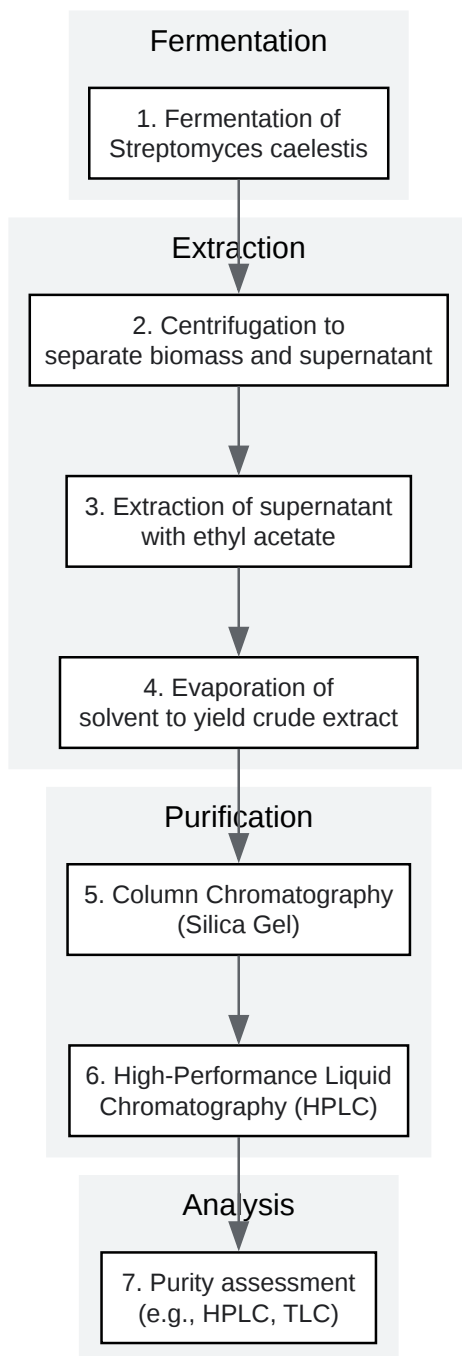 Fermentation
1. Fermentation of
Streptomyces caelestis
Extraction
2. Centrifugation to
separate biomass and supernatant
3. Extraction of supernatant
with ethyl acetate
4. Evaporation of
solvent to yield crude extract
Purification
5. Column Chromatography
(Silica Gel)
6. High-Performance Liquid
Chromatography (HPLC)
Analysis
7. Purity assessment
(e.g., HPLC, TLC)